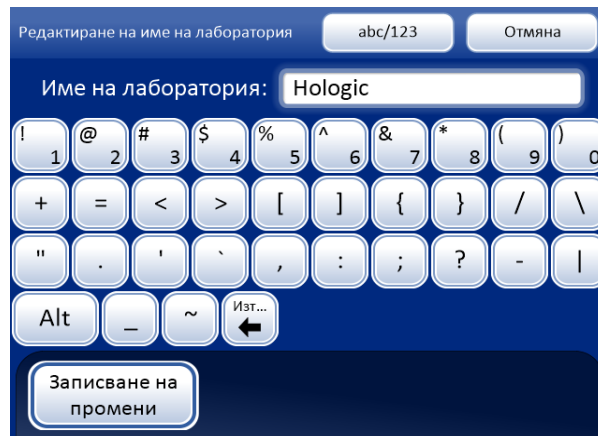 Редактиране на име на лаборатория abc/123 Отмяна
Име на лаборатория: Hologic
! 1 @ 2 # 3 $ 4 % 5 ^ 6 & 7 * 8 ( 9 ) 0
+ = < > [ ] { } / \
" . ' ` , : ; ? - |
Alt _ ~ Изт...
Записване на
промени